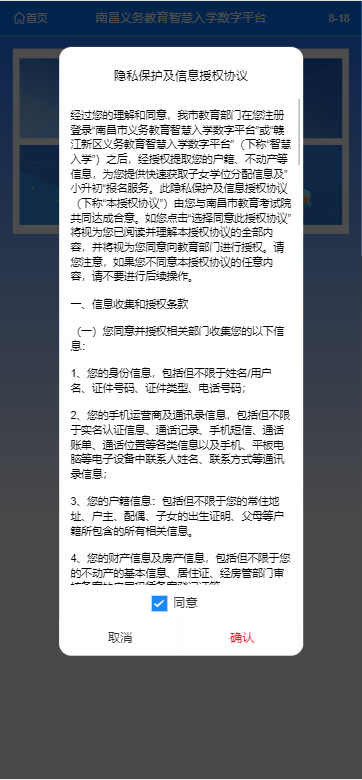 首页
南昌义务教育智慧入学数字平台
8-18
隐私保护及信息授权协议
经过您的理解和同意，我市教育部门在您注册
登录“南昌市义务教育智慧入学数字平台”或“赣
江新区义务教育智慧入学数字平台”（下称“智慧
入学”）之后，经授权提取您的户籍、不动产等
信息，为您提供快速获取子女学位分配信息及“
小升初”报名服务。此隐私保护及信息授权协议
（下称“本授权协议”）由您与南昌市教育考试院
共同达成合意。如您点击“选择同意此授权协议”
将视为您已阅读并理解本授权协议的全部内
容，并将视为您同意向教育部门进行授权。请
您注意，如果您不同意本授权协议的任意内
容，请不要进行后续操作。
一、信息收集和授权条款
（一）您同意并授权相关部门收集您的以下信
息：
1、您的身份信息，包括但不限于姓名/用户
名、证件号码、证件类型、电话号码；
2、您的手机运营商及通讯录信息，包括但不限
于实名认证信息、通话记录、手机短信、通话
账单、通话位置等各类信息以及手机、平板电
脑等电子设备中联系人姓名、联系方式等通讯
录信息；
3、您的户籍信息：包括但不限于您的常住地
址、户主、配偶、子女的出生证明、父母等户
籍所包含的所有相关信息。
4、您的财产信息及房产信息，包括但不限于您
的不动产的基本信息、居住证、经房管部门审
同意
取消
确认